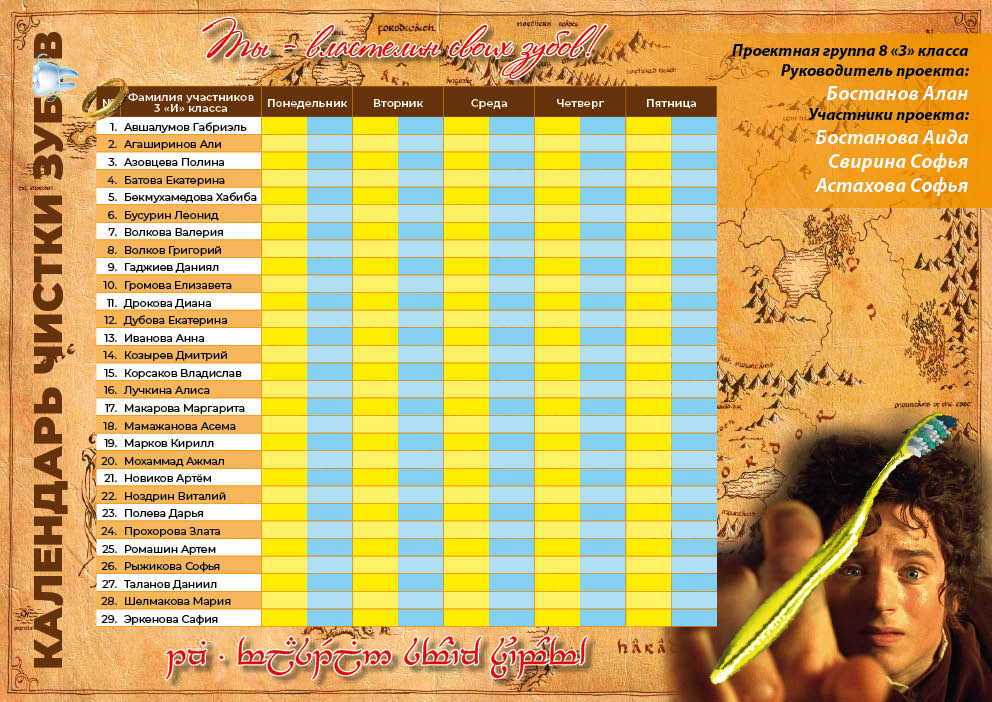 Ты - властелин своих зубов!
КАЛЕНДАРЬ ЧИСТКИ ЗУБОВ
Проектная группа 8 «З» класса
Руководитель проекта:
Бостанов Алан
Участники проекта:
Бостанова Аида
Свирина Софья
Астахова Софья
№ Фамилия участников 3 «И» класса Понедельник Вторник Среда Четверг Пятница
1. Авшалумов Габриэль
2. Агаширинов Али
3. Азовцева Полина
4. Батова Екатерина
5. Бекмухамедова Хабиба
6. Бусурин Леонид
7. Волкова Валерия
8. Волков Григорий
9. Гаджиев Даниял
10. Громова Елизавета
11. Дрокова Диана
12. Дубова Екатерина
13. Иванова Анна
14. Козырев Дмитрий
15. Корсаков Владислав
16. Лучкина Алиса
17. Макарова Маргарита
18. Мамажанова Асема
19. Марков Кирилл
20. Мохаммад Ажмал
21. Новиков Артём
22. Ноздрин Виталий
23. Полева Дарья
24. Прохорова Злата
25. Ромашин Артем
26. Рыжикова Софья
27. Таланов Даниил
28. Шелмакова Мария
29. Эркенова Сафия